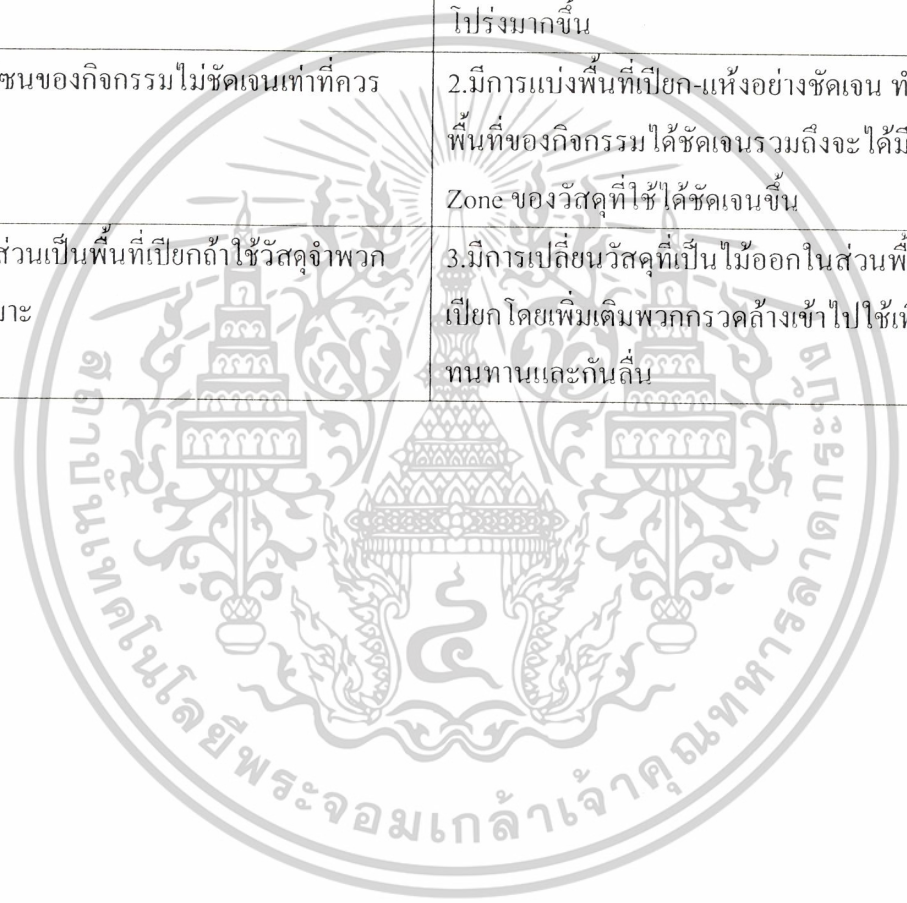 โปร่งมากขึ้น
ซนของกิจกรรมไม่ชัดเจนเท่าที่ควร
2.มีการแบ่งพื้นที่เปียก-แห้งอย่างชัดเจน
พื้นที่ของกิจกรรมได้ชัดเจนรวมถึงจะได้มี
Zone ของวัสดุที่ใช้ได้ชัดเจนขึ้น
ส่วนเป็นพื้นที่เปียกถ้าใช้วัสดุจำพวก
3.มีการเปลี่ยนวัสดุที่เป็นไม้ออกในส่วนพื้
เปียกโดยเพิ่มเติมพวกกรวดล้างเข้าไปใช้
ทนทานและกันลื่น
สถาบันเทคโนโลยีพระจอมเกล้าเจ้าคุณทหารลาดกระบัง